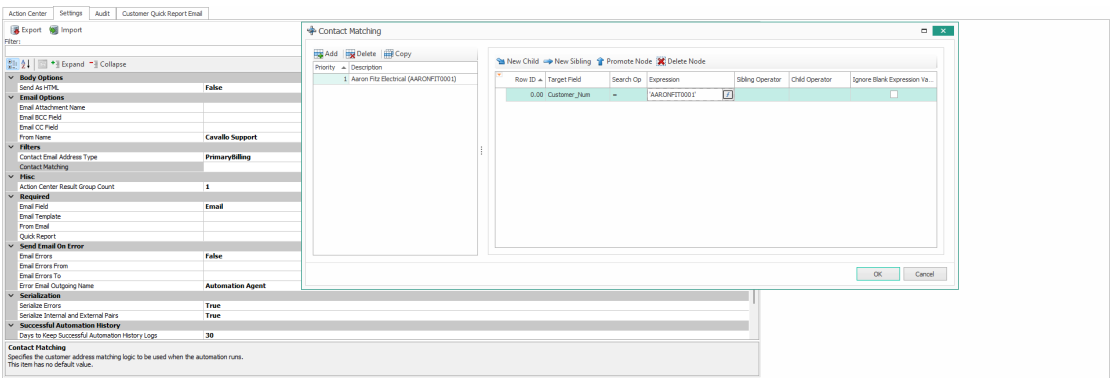 Action Center Settings Audit Customer Quick Report Email
Export Import
Filter:
Expand Collapse
Body Options
Send As HTML False
Email Options
Email Attachment Name
Email BCC Field
Email CC Field
From Name Cavallo Support
Filters
Contact Email Address Type PrimaryBilling
Contact Matching
Misc
Action Center Result Group Count 1
Required
Email Field Email
Email Template
From Email
Quick Report
Send Email On Error
Email Errors False
Email Errors From
Email Errors To
Error Email Outgoing Name Automation Agent
Serialization
Serialize Errors True
Serialize Internal and External Pairs True
Successful Automation History
Days to Keep Successful Automation History Logs 30
Contact Matching
Specifies the customer address matching logic to be used when the automation runs.
This item has no default value.
Contact Matching
Add Delete Copy
Priority Description
1 Aaron Fitz Electrical (AARONFIT0001)
New Child New Sibling Promote Node Delete Node
Row ID Target Field Search Op Expression Sibling Operator Child Operator Ignore Blank Expression Va...
0.00 Customer_Num = 'AARONFIT0001'
OK Cancel